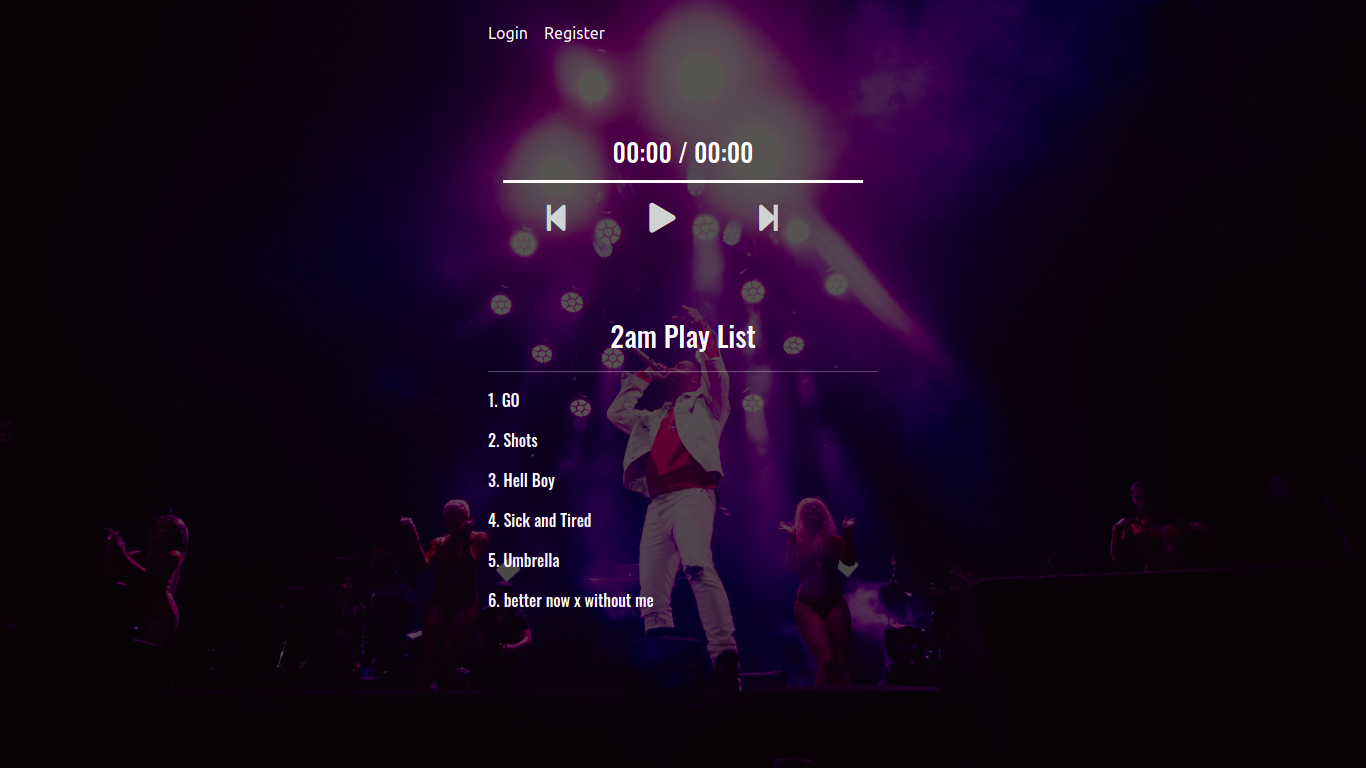 Login Register
00:00 / 00:00
2am Play List
1. GO
2. Shots
3. Hell Boy
4. Sick and Tired
5. Umbrella
6. better now x without me